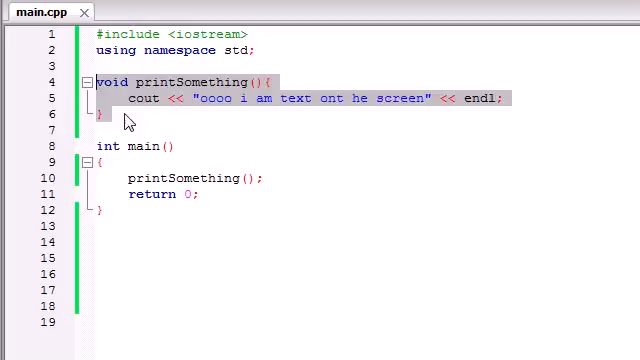 main.cpp
1 #include <iostream>
2 using namespace std;
3
4 void printSomething(){
5 cout << "oooo i am text ont he screen" << endl;
6 }
7
8 int main()
9 {
10 printSomething();
11 return 0;
12 }
13
14
15
16
17
18
19